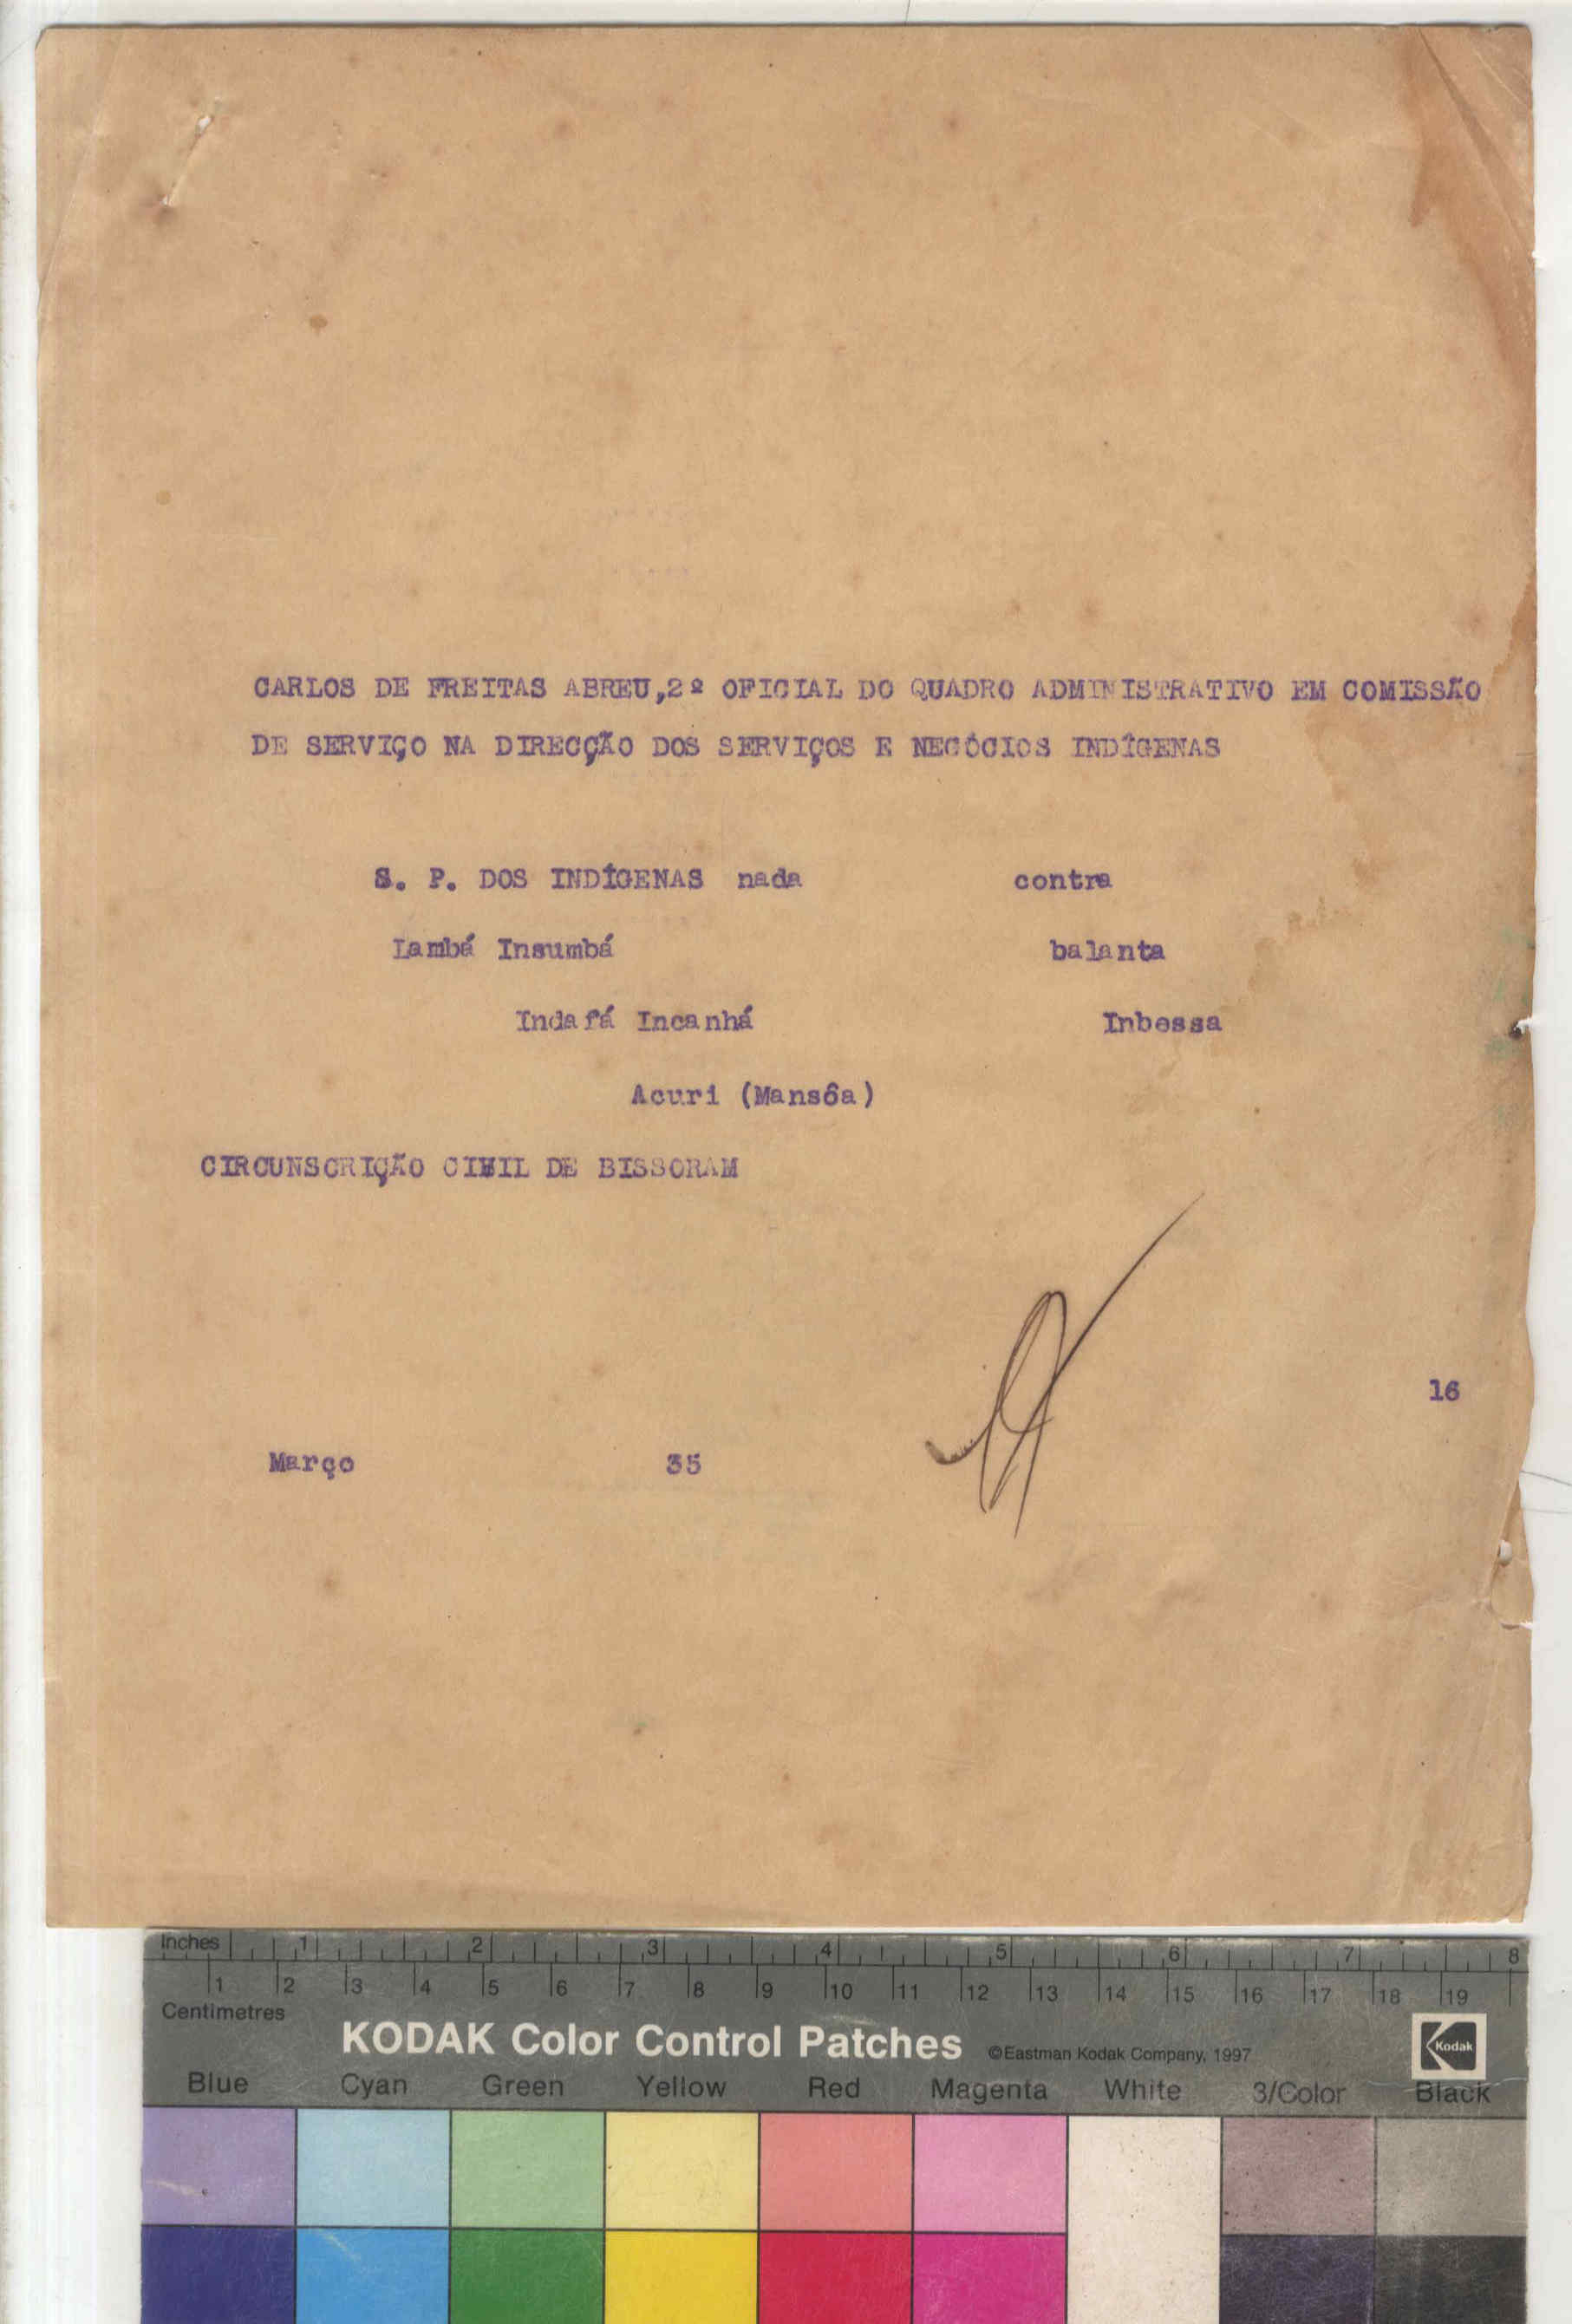 CARLOS DE FREITAS ABREU,2º OFICIAL DO QUADRO ADMINISTRATIVO EM COMISSÃO
DE SERVIÇO NA DIRECÇÃO DOS SERVIÇOS E NEGÓCIOS INDÍGENAS
S. P. DOS INDÍGENAS nada contra
Iambá Insumbá balanta
Indafá Incanhá Inbessa
Acuri (Mansôa)
CIRCUNSCRIÇÃO CIVIL DE BISSORAM
16
Março 35
Inches 1 2 3 4 5 6 7 8
1 2 3 4 5 6 7 8 9 10 11 12 13 14 15 16 17 18 19
Centimetres
KODAK Color Control Patches ©Eastman Kodak Company, 1997 Kodak
Blue Cyan Green Yellow Red Magenta White 3/Color Black